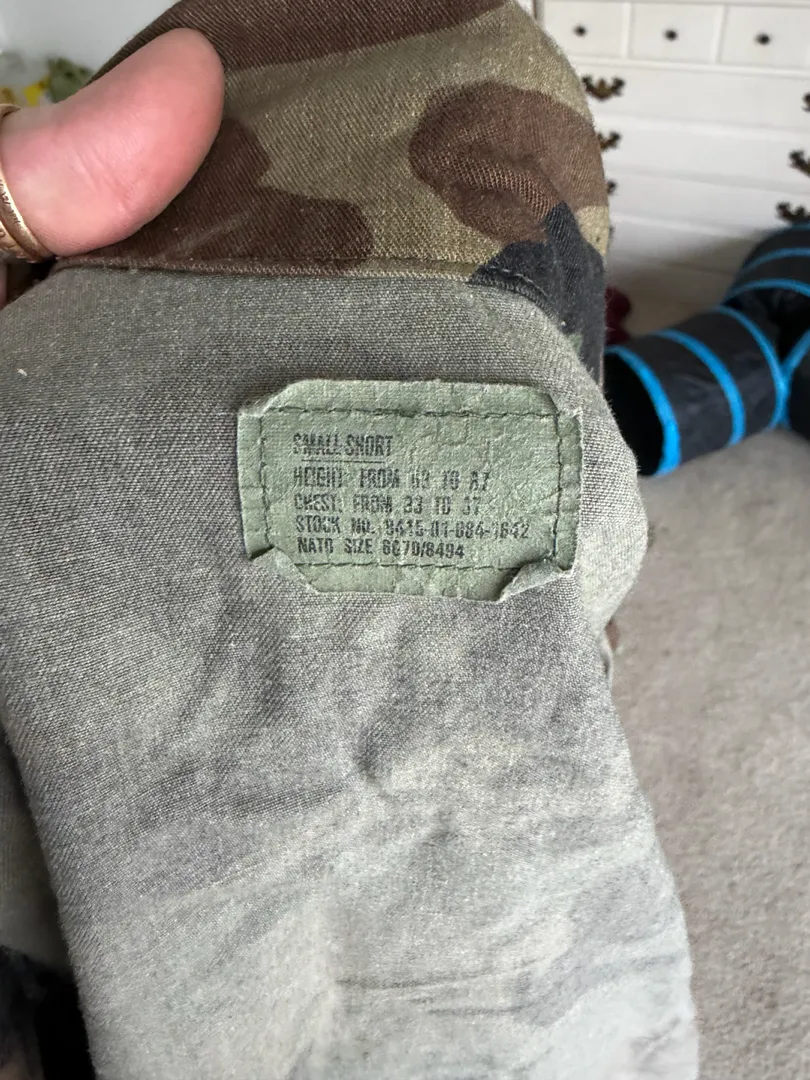 SMALL SHORT
HEIGHT: FROM 63 TO 67
CHEST: FROM 33 TO 37
STOCK NO. 8415-01-084-1642
NATO SIZE 6070/8494